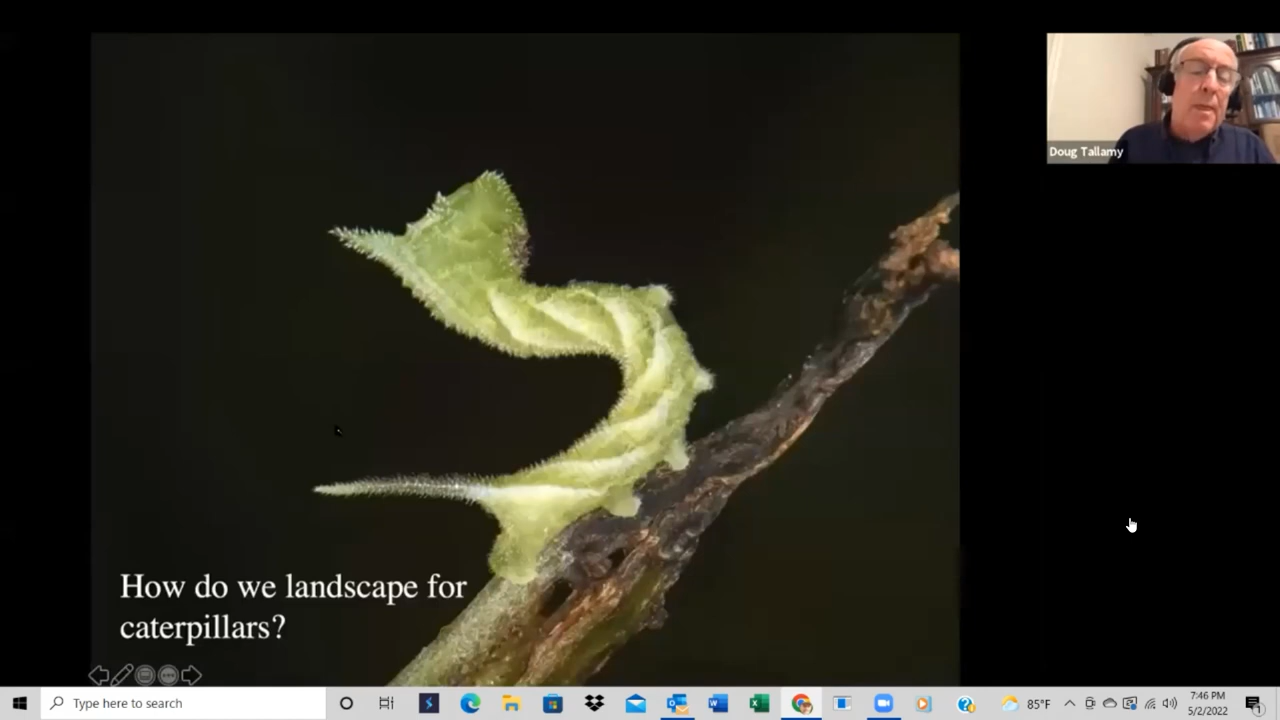 Doug Tallamy
How do we landscape for
caterpillars?
Type here to search
85°F
7:46 PM
5/2/2022